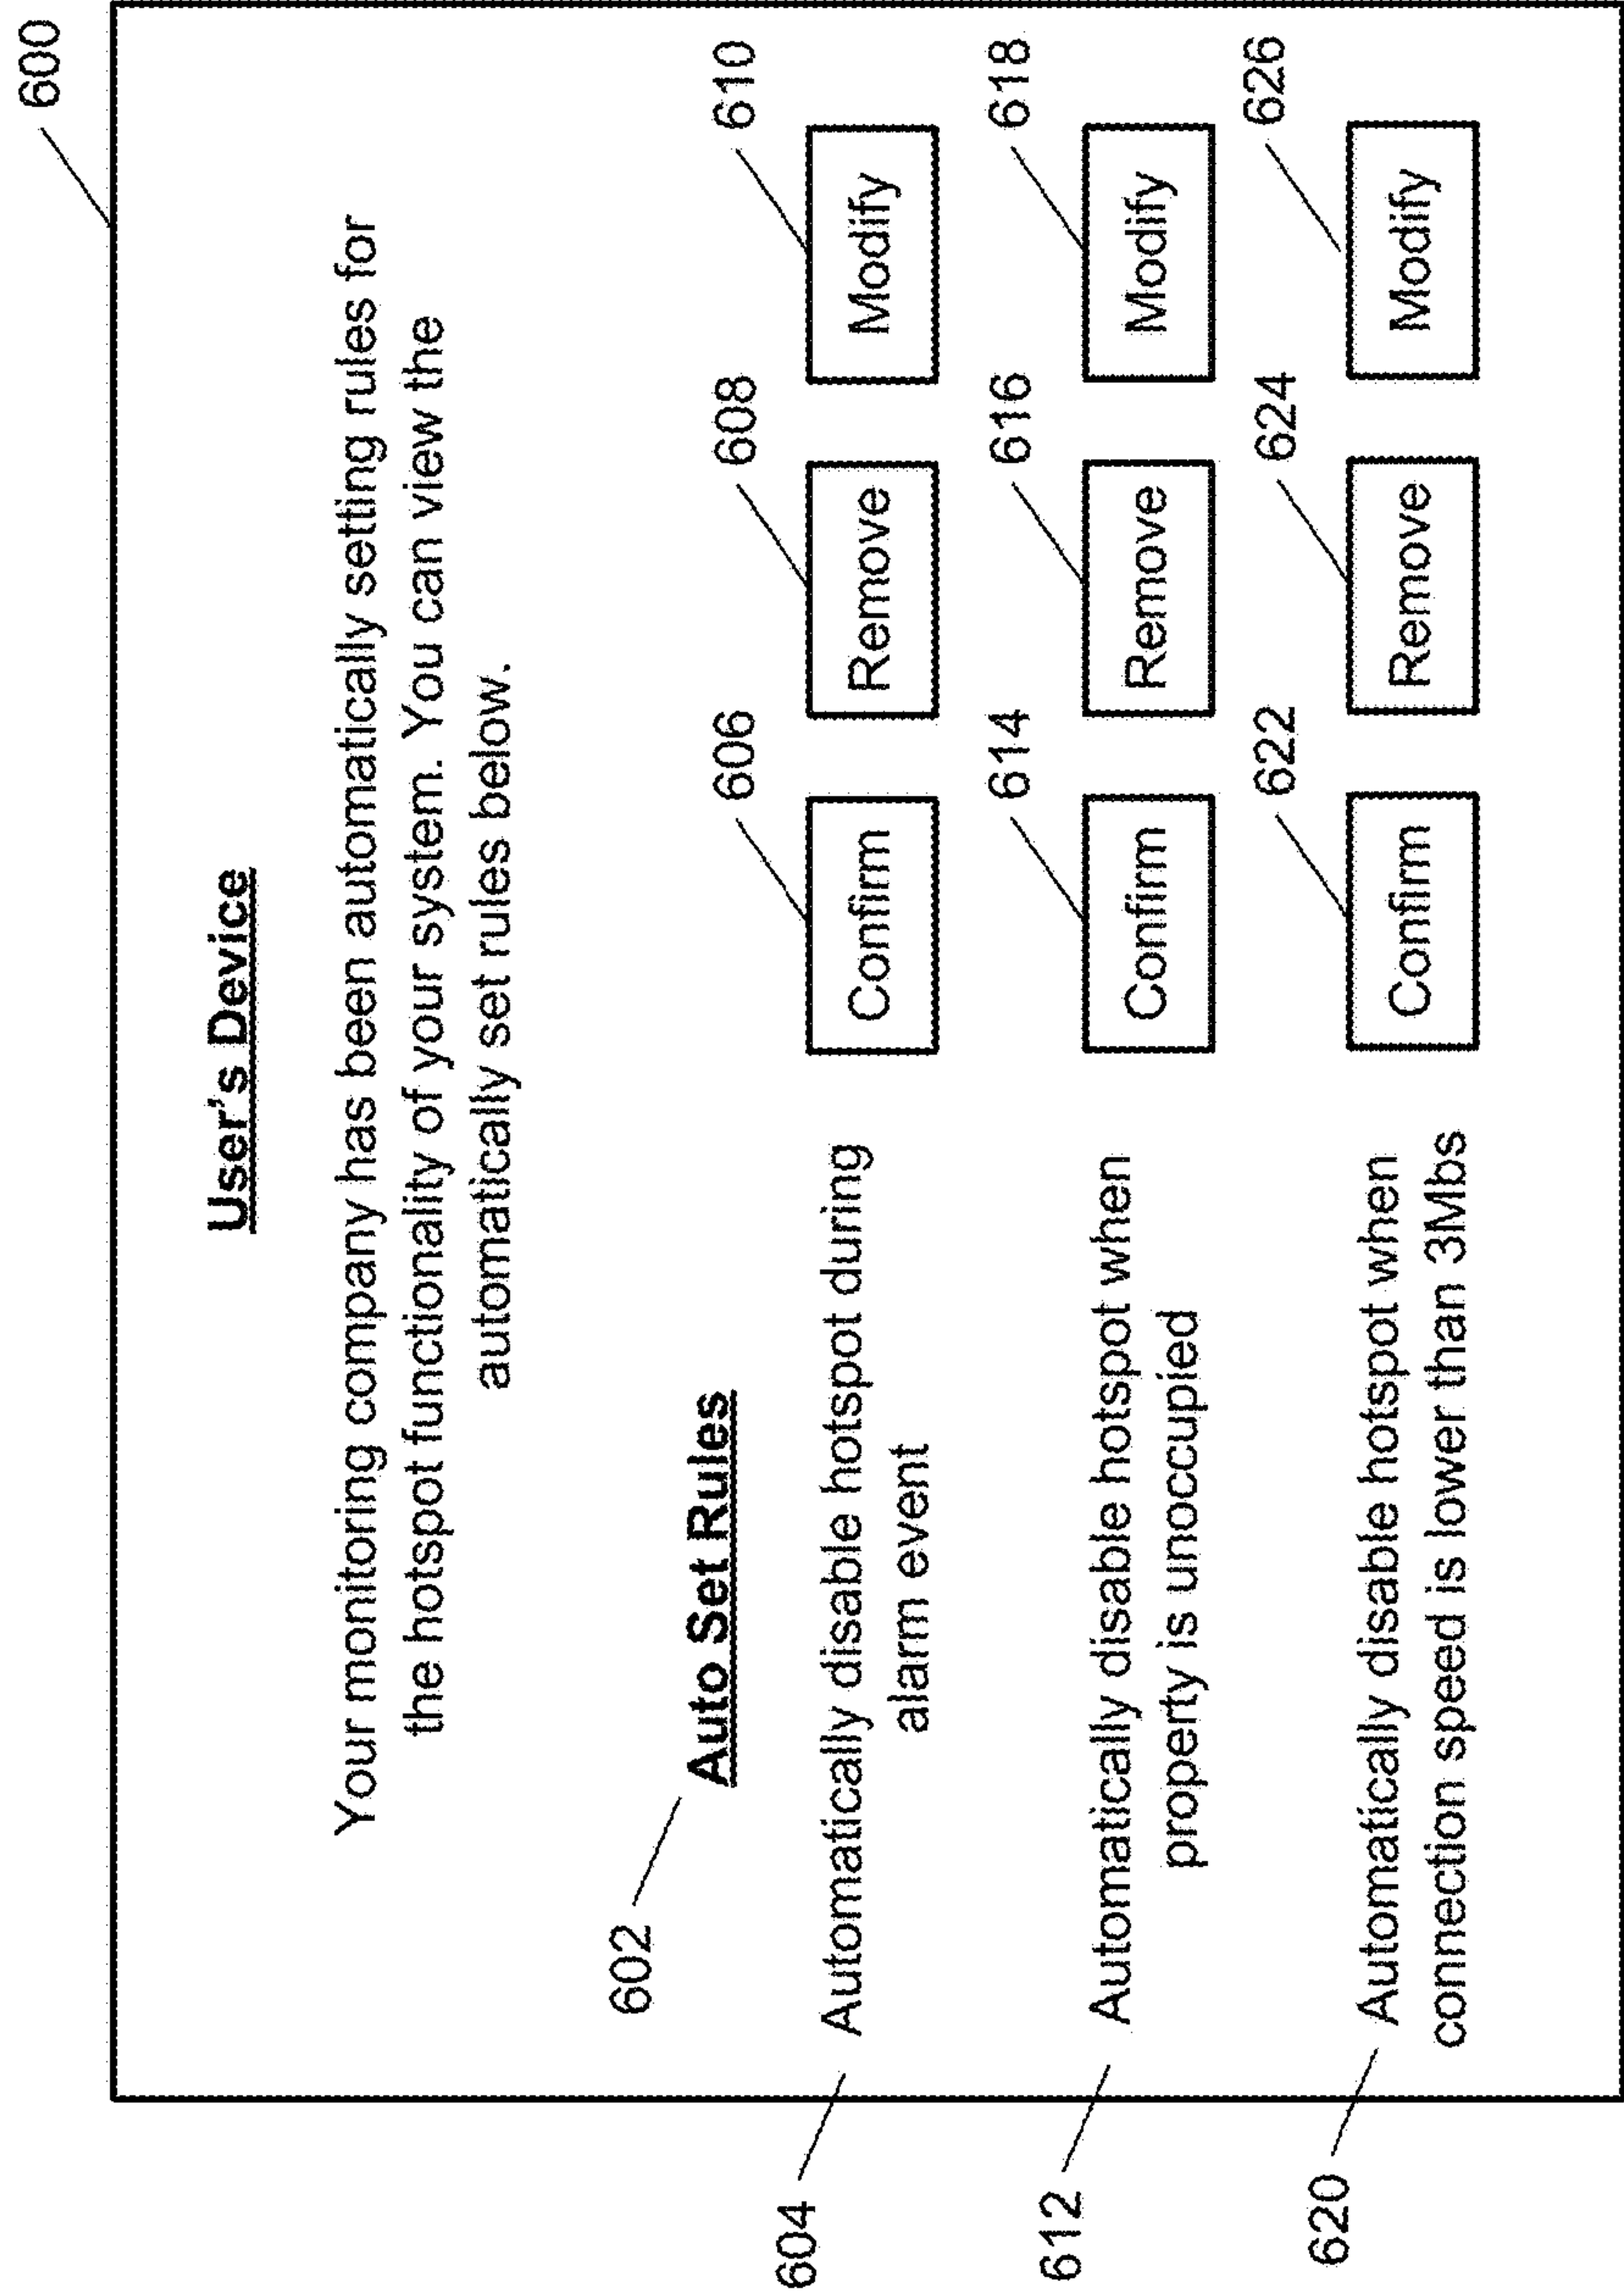 600
User's Device
Your monitoring company has been automatically setting rules for
the hotspot functionality of your system. You can view the
automatically set rules below.
602
Auto Set Rules
604
Automatically disable hotspot during
alarm event
606
Confirm
608
Remove
610
Modify
612
Automatically disable hotspot when
property is unoccupied
614
Confirm
616
Remove
618
Modify
620
Automatically disable hotspot when
connection speed is lower than 3Mbs
622
Confirm
624
Remove
626
Modify